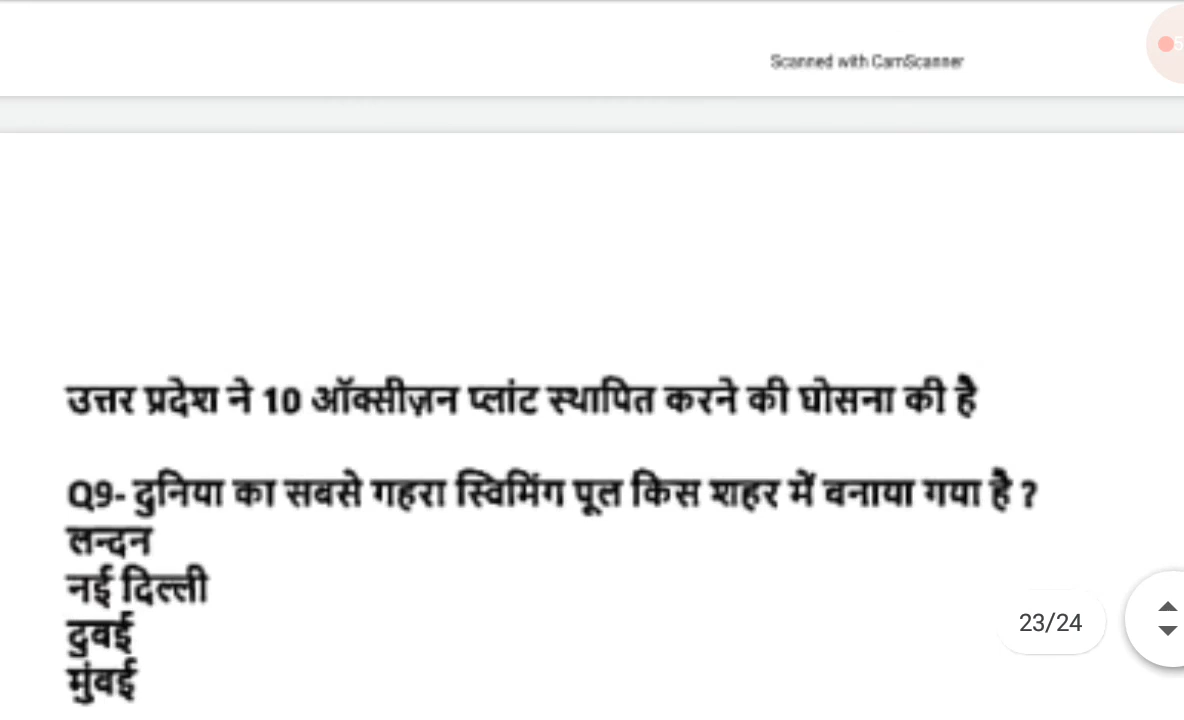 Scanned with CamScanner
उत्तर प्रदेश ने 10 ऑक्सीज़न प्लांट स्थापित करने की घोसना की है
Q9- दुनिया का सबसे गहरा स्विमिंग पूल किस शहर में बनाया गया है ?
लन्दन
नई दिल्ली
दुबई
23/24
मुंबई